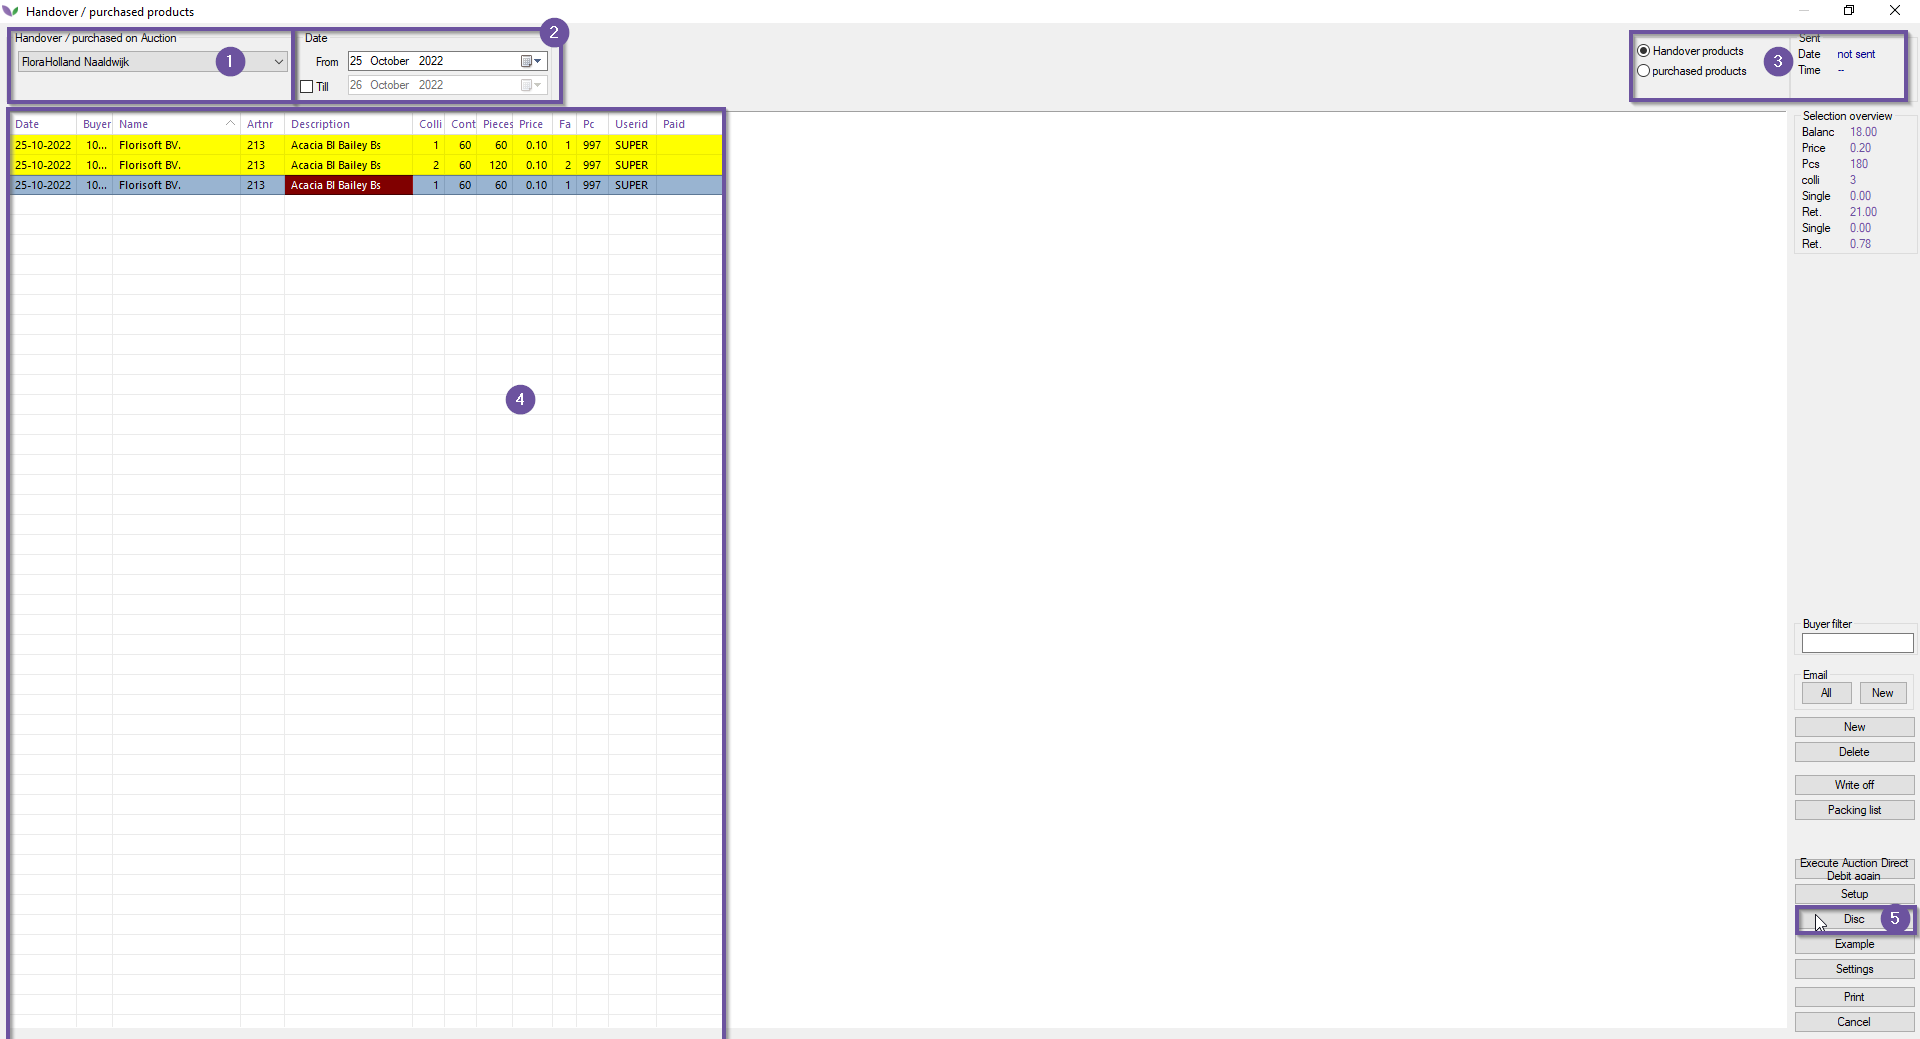 Handover / purchased products
Handover / purchased on Auction
FloraHolland Naaldwijk
1
Date
2
From 25 October 2022
Till 26 October 2022
Handover products
purchased products
3
Sent
Date not sent
Time --
Date Buyer Name Artnr Description Colli Cont Pieces Price Fa Pc Userid Paid
25-10-2022 10... Florisoft BV. 213 Acacia Bl Bailey Bs 1 60 60 0.10 1 997 SUPER
25-10-2022 10... Florisoft BV. 213 Acacia Bl Bailey Bs 2 60 120 0.10 2 997 SUPER
25-10-2022 10... Florisoft BV. 213 Acacia Bl Bailey Bs 1 60 60 0.10 1 997 SUPER
4
Selection overview
Balanc 18.00
Price 0.20
Pcs 180
colli 3
Single 0.00
Ret. 21.00
Single 0.00
Ret. 0.78
Buyer filter
Email
All New
New
Delete
Write off
Packing list
Execute Auction Direct
Debit again
Setup
Disc 5
Example
Settings
Print
Cancel